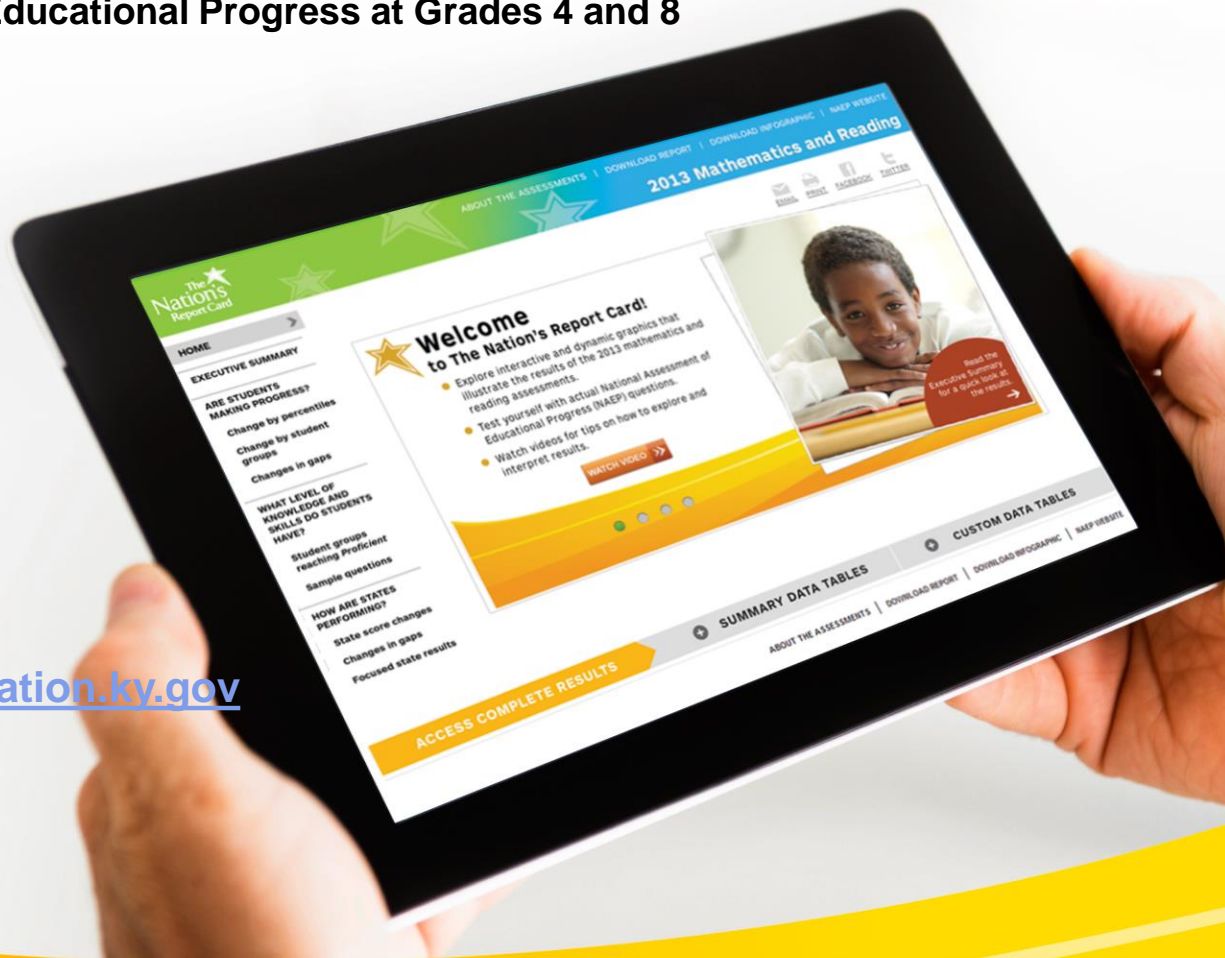 Educational Progress at Grades 4 and 8
ABOUT THE ASSESSMENTS | DOWNLOAD REPORT | DOWNLOAD INFOGRAPHIC | NAEP WEBSITE
2013 Mathematics and Reading
EMAIL PRINT FACEBOOK TWITTER
The
Nation's
Report Card
HOME
EXECUTIVE SUMMARY
ARE STUDENTS
MAKING PROGRESS?
Change by percentiles
Change by student
groups
Changes in gaps
WHAT LEVEL OF
KNOWLEDGE AND
SKILLS DO STUDENTS
HAVE?
Student groups
reaching Proficient
Sample questions
HOW ARE STATES
PERFORMING?
State score changes
Changes in gaps
Focused state results
Welcome
to The Nation's Report Card!
Explore interactive and dynamic graphics that
illustrate the results of the 2013 mathematics and
reading assessments.
Test yourself with actual National Assessment of
Educational Progress (NAEP) questions.
Watch videos for tips on how to explore and
interpret results.
WATCH VIDEO
Read the
Executive Summary
for a quick look at
the results.
ACCESS COMPLETE RESULTS
SUMMARY DATA TABLES
CUSTOM DATA TABLES
ABOUT THE ASSESSMENTS | DOWNLOAD REPORT | DOWNLOAD INFOGRAPHIC | NAEP WEBSITE
ation.ky.gov